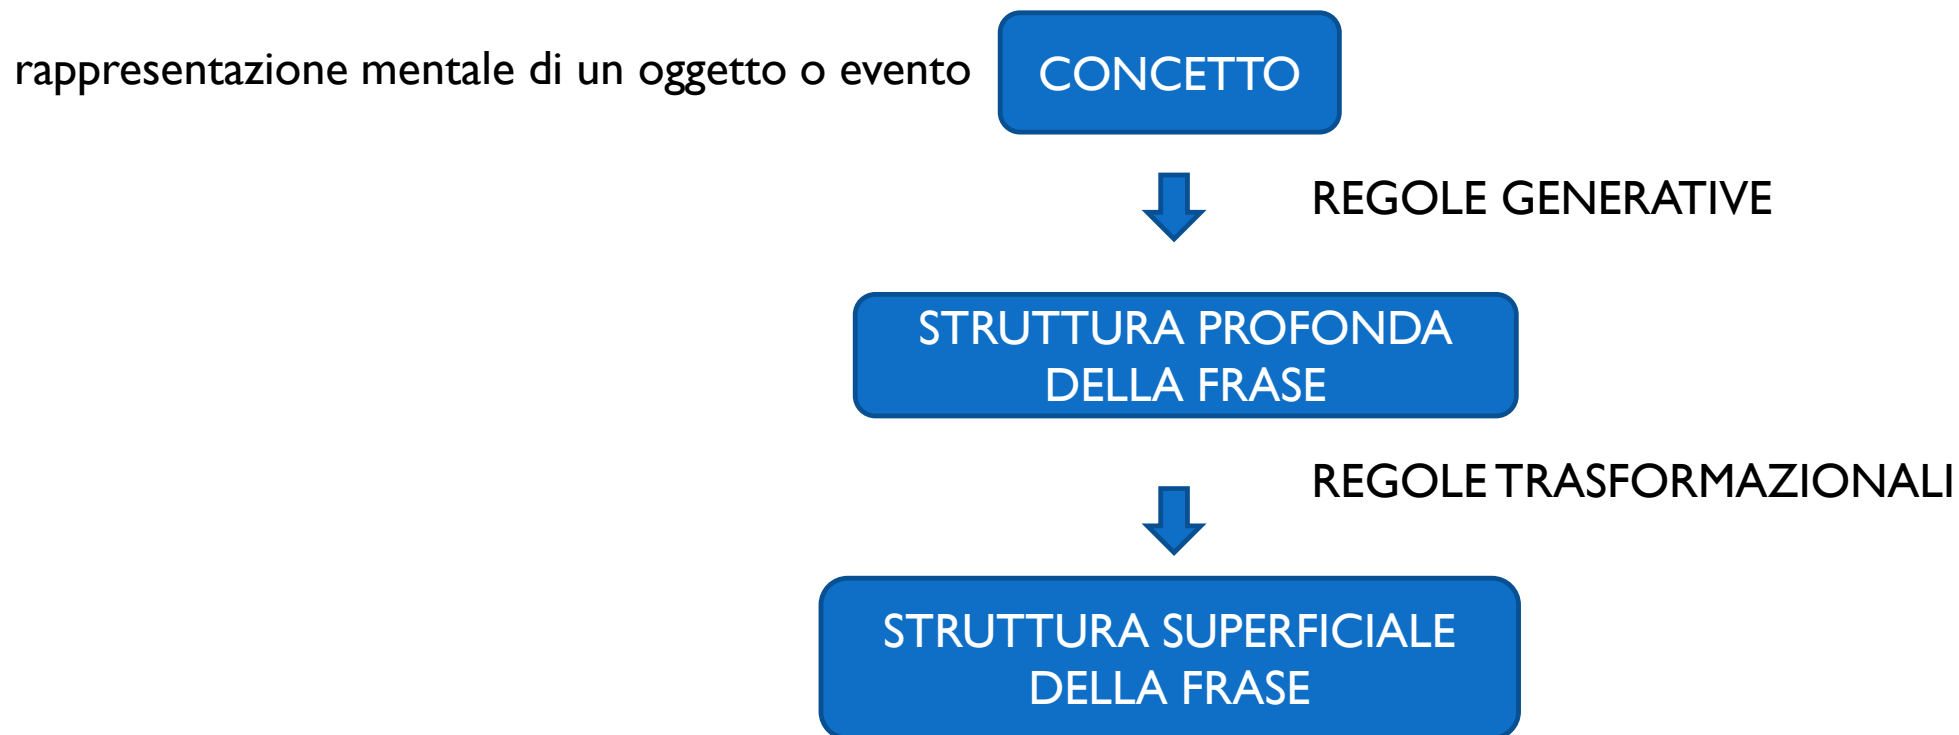 rappresentazione mentale di un oggetto o evento
CONCETTO
REGOLE GENERATIVE
STRUTTURA PROFONDA
DELLA FRASE
REGOLE TRASFORMAZIONALI
STRUTTURA SUPERFICIALE
DELLA FRASE